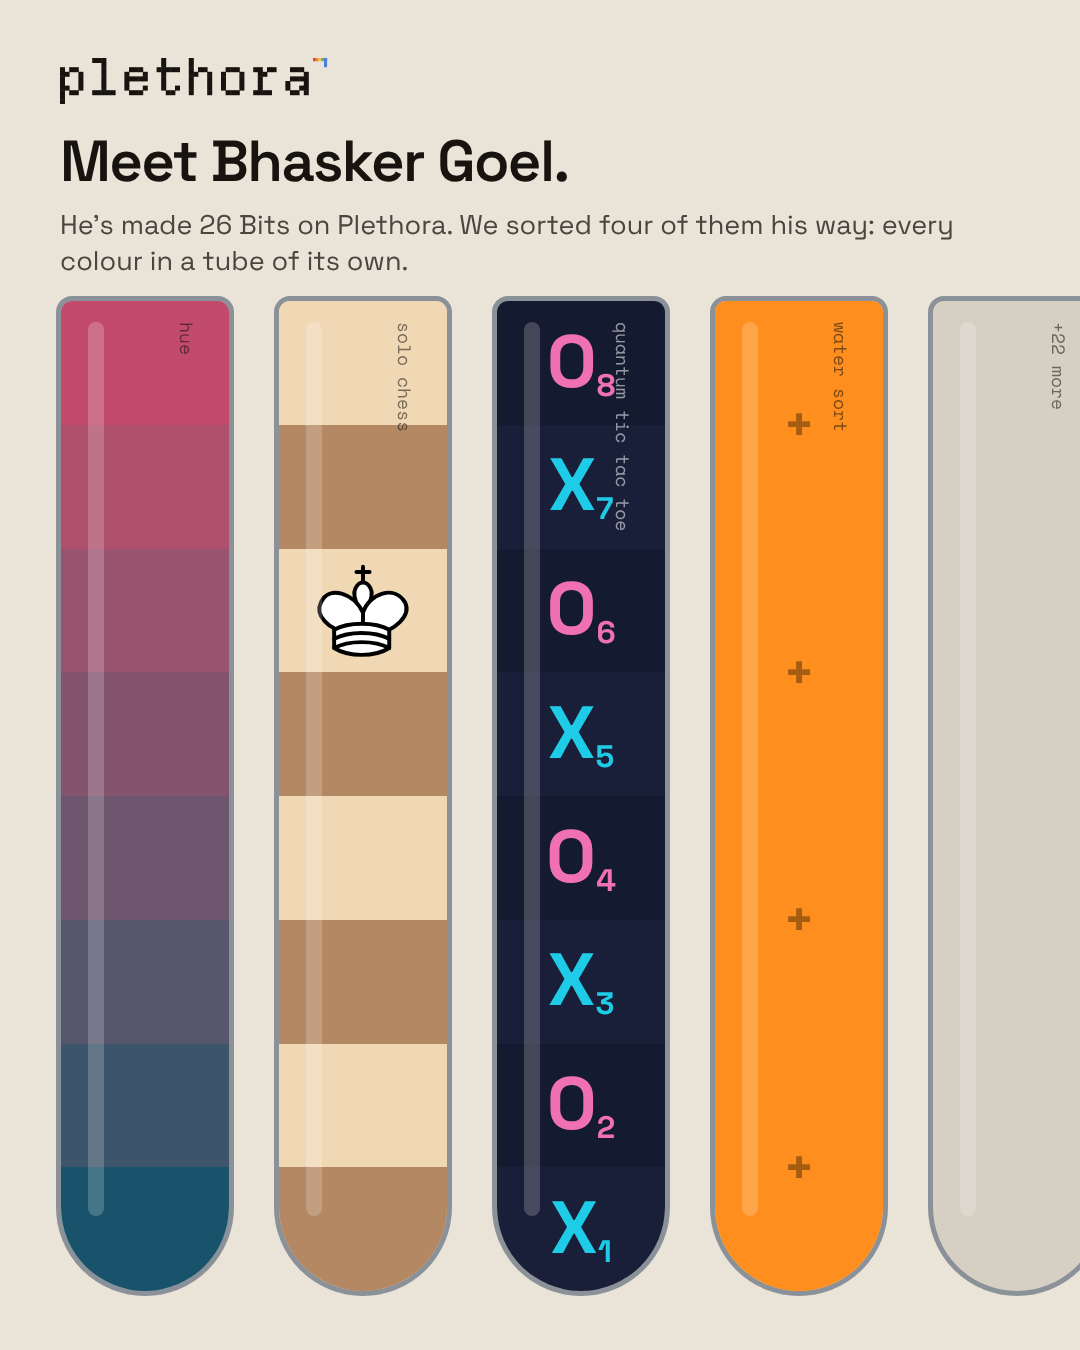 plethora
Meet Bhasker Goel.
He's made 26 Bits on Plethora. We sorted four of them his way: every
colour in a tube of its own.
hue
solo chess
quantum tic tac toe
water sort
+22 more
O8
X7
O6
X5
O4
X3
O2
X1
+
+
+
+